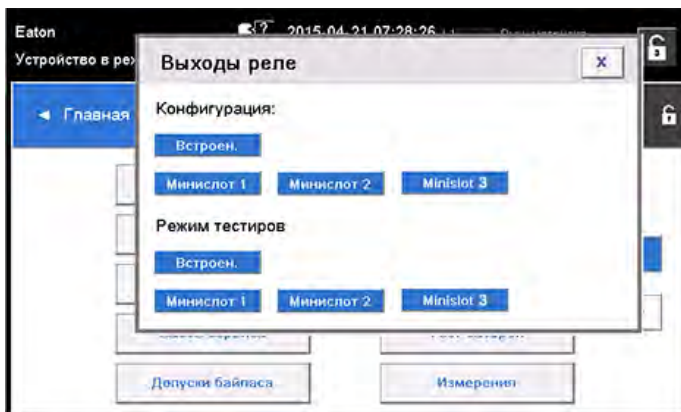 Eaton
2015-04-21 07:28:26
Устройство в реж
Выходы реле
x
Главная
Конфигурация:
Встроен.
Минислот 1 Минислот 2 Minislot 3
Режим тестиров
Встроен.
Минислот 1 Минислот 2 Minislot 3
Допуски байпаса Измерения